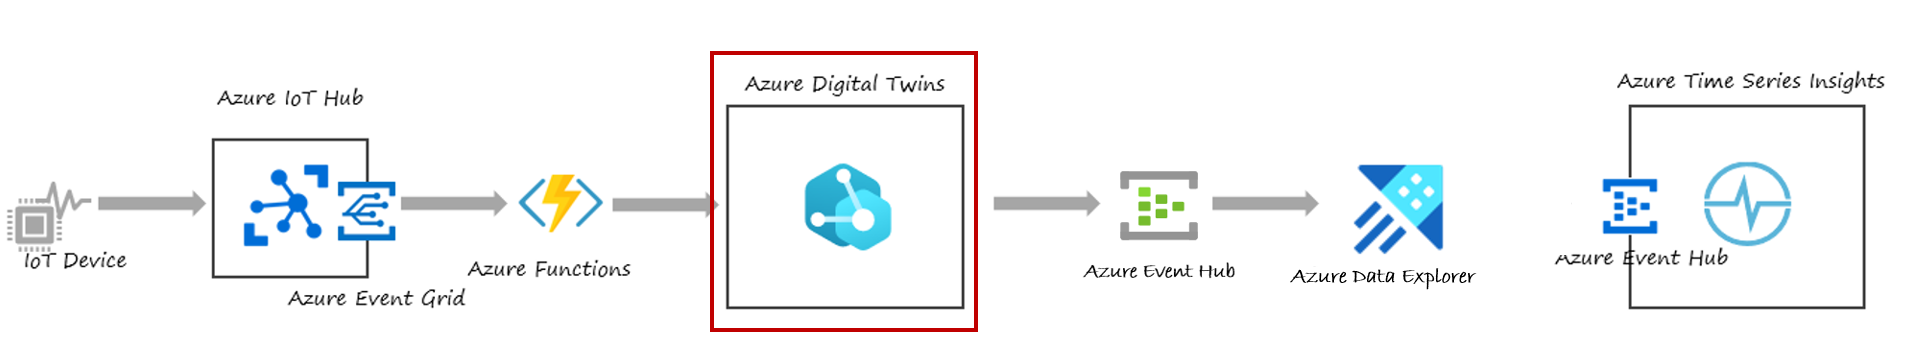 Azure IoT Hub
Azure Digital Twins
Azure Time Series Insights
IoT Device
Azure Event Grid
Azure Functions
Azure Event Hub
Azure Data Explorer
Azure Event Hub